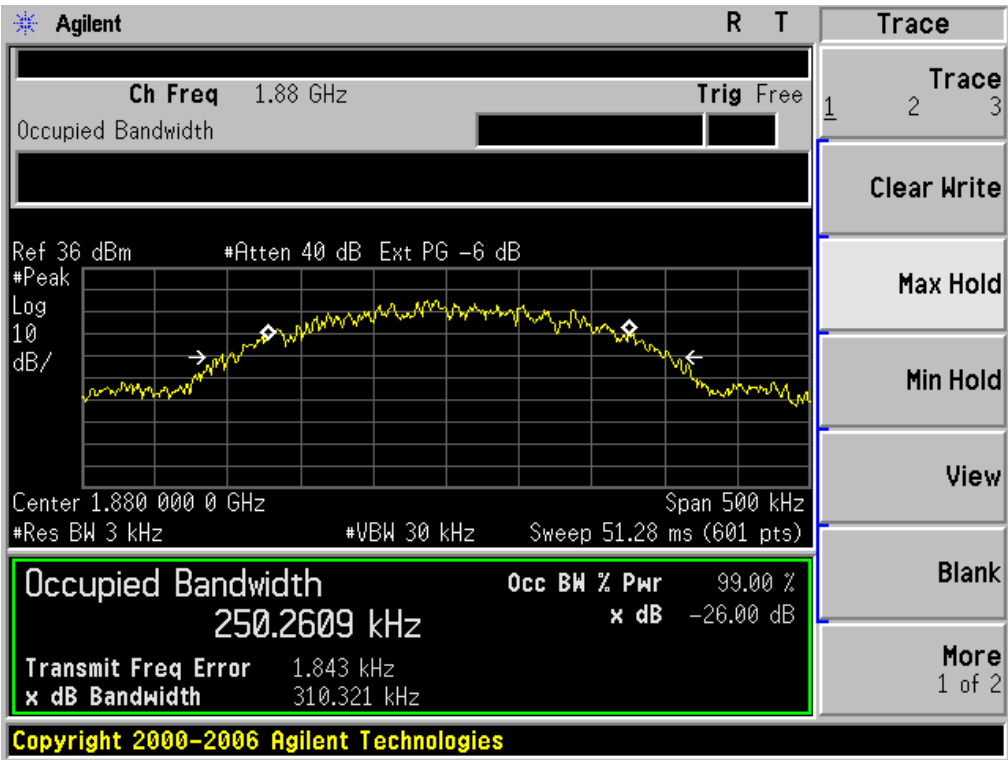 Agilent R T Trace
Ch Freq 1.88 GHz Trig Free
Occupied Bandwidth
Trace
1 2 3
Clear Write
Max Hold
Min Hold
View
Blank
More
1 of 2
Ref 36 dBm #Atten 40 dB Ext PG -6 dB
#Peak
Log
10
dB/
Center 1.880 000 0 GHz Span 500 kHz
#Res BW 3 kHz #VBW 30 kHz Sweep 51.28 ms (601 pts)
Occupied Bandwidth Occ BW % Pwr 99.00 %
250.2609 kHz x dB -26.00 dB
Transmit Freq Error 1.843 kHz
x dB Bandwidth 310.321 kHz
Copyright 2000-2006 Agilent Technologies